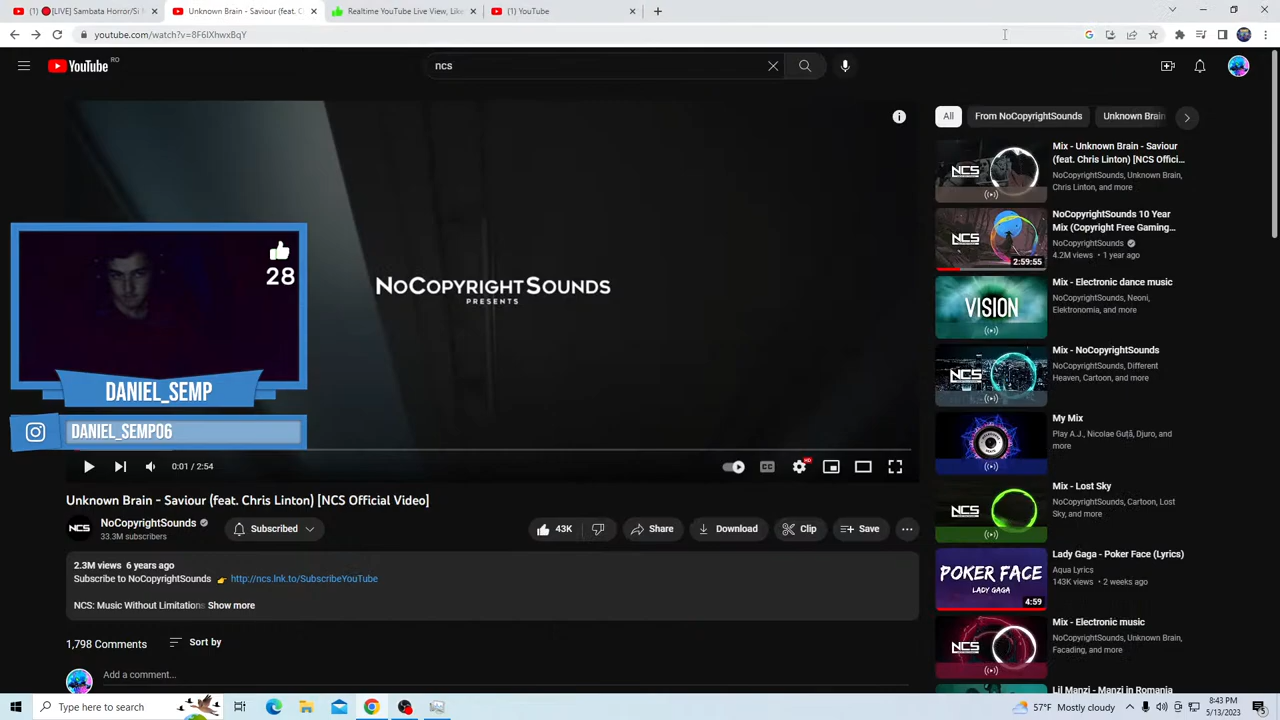 (1) 🔴 [LIVE] Sambata Horror/Si M
Unknown Brain - Saviour (feat. C
Realtime YouTube Live View, Like
(1) YouTube
youtube.com/watch?v=8F6lXhwxBqY
YouTube RO
ncs
NoCopyrightSounds
PRESENTS
28
DANIEL_SEMP
DANIEL_SEMP06
0:01 / 2:54
CC
HD
Unknown Brain - Saviour (feat. Chris Linton) [NCS Official Video]
NCS
NoCopyrightSounds
33.3M subscribers
Subscribed
43K
Share
Download
Clip
Save
2.3M views 6 years ago
Subscribe to NoCopyrightSounds 👉 http://ncs.lnk.to/SubscribeYouTube
NCS: Music Without Limitations Show more
1,798 Comments
Sort by
Add a comment...
All
From NoCopyrightSounds
Unknown Brain
NCS
Mix - Unknown Brain - Saviour
(feat. Chris Linton) [NCS Offici...
NoCopyrightSounds, Unknown Brain,
Chris Linton, and more
NCS
2:59:55
NoCopyrightSounds 10 Year
Mix (Copyright Free Gaming...
NoCopyrightSounds
4.2M views • 1 year ago
VISION
Mix - Electronic dance music
NoCopyrightSounds, Neoni,
Elektronomia, and more
NCS
Mix - NoCopyrightSounds
NoCopyrightSounds, Different
Heaven, Cartoon, and more
My Mix
Play A.J., Nicolae Guță, Djuro, and
more
NCS
Mix - Lost Sky
NoCopyrightSounds, Cartoon, Lost
Sky, and more
POKER FACE
LADY GAGA
4:59
Lady Gaga - Poker Face (Lyrics)
Aqua Lyrics
143K views • 2 weeks ago
NCS
Mix - Electronic music
NoCopyrightSounds, Unknown Brain,
Facading, and more
Lil Manzi - Manzi in Romania
Type here to search
57°F Mostly cloudy
8:43 PM
5/13/2023